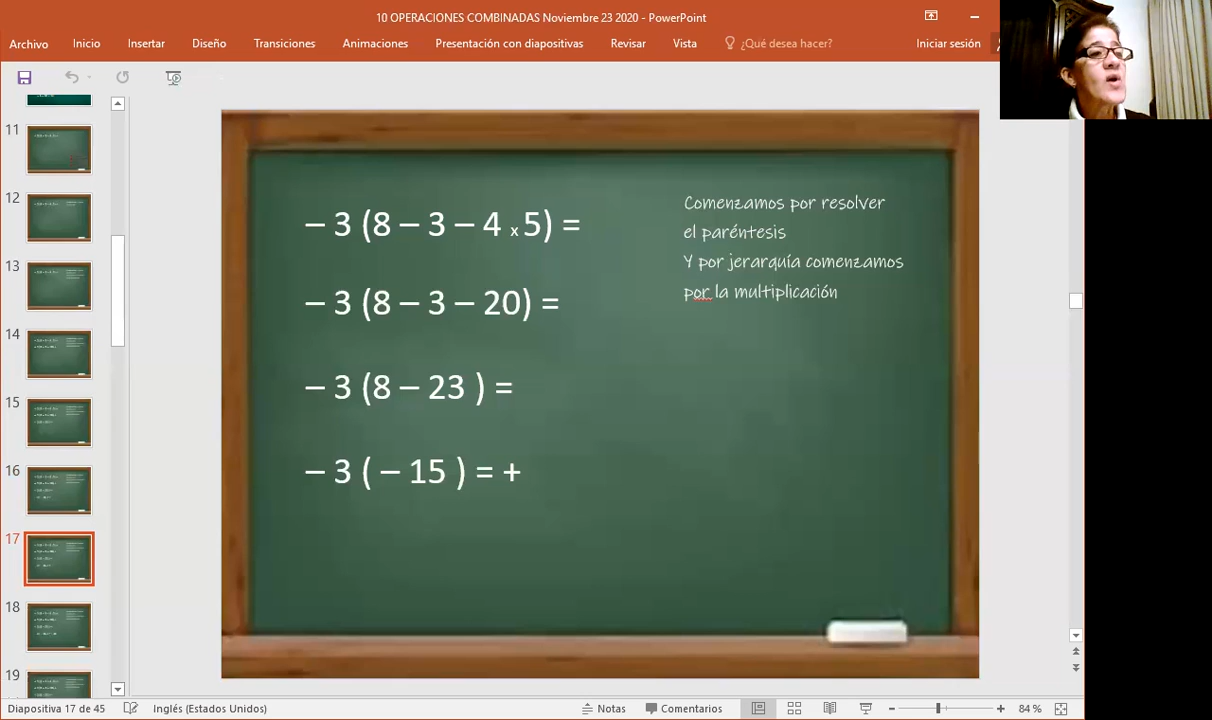 10 OPERACIONES COMBINADAS Noviembre 23 2020 - PowerPoint
Archivo Inicio Insertar Diseño Transiciones Animaciones Presentación con diapositivas Revisar Vista ¿Qué desea hacer? Iniciar sesión
11
12
13
14
15
16
17
18
19
– 3 (8 – 3 – 4 x 5) =
– 3 (8 – 3 – 20) =
– 3 (8 – 23 ) =
– 3 ( – 15 ) = +
Comenzamos por resolver
el paréntesis
Y por jerarquía comenzamos
por la multiplicación
Diapositiva 17 de 45 Inglés (Estados Unidos) Notas Comentarios 84 %